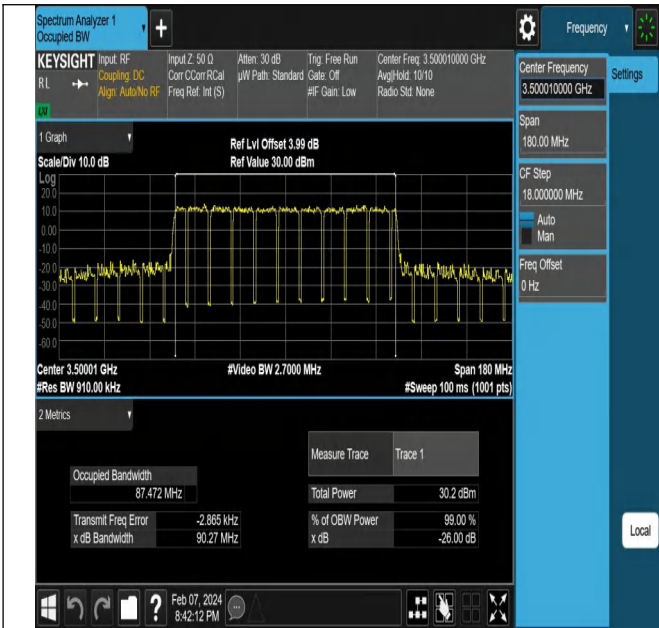 Spectrum Analyzer 1
Occupied BW
+
Frequency
KEYSIGHT
RL
LXI
Input: RF
Coupling: DC
Align: Auto/No RF
Input Z: 50 Ω
Corr CCorr RCal
Freq Ref: Int (S)
Atten: 30 dB
µW Path: Standard
Trig: Free Run
Gate: Off
#IF Gain: Low
Center Freq: 3.500010000 GHz
Avg|Hold: 10/10
Radio Std: None
Center Frequency
3.500010000 GHz
Settings
Span
180.00 MHz
CF Step
18.000000 MHz
Auto
Man
Freq Offset
0 Hz
1 Graph
Scale/Div 10.0 dB
Ref Lvl Offset 3.99 dB
Ref Value 30.00 dBm
Log
20.0
10.0
0.00
-10.0
-20.0
-30.0
-40.0
-50.0
-60.0
Center 3.50001 GHz
#Video BW 2.7000 MHz
Span 180 MHz
#Res BW 910.00 kHz
#Sweep 100 ms (1001 pts)
2 Metrics
Measure Trace
Trace 1
Occupied Bandwidth
87.472 MHz
Total Power
30.2 dBm
Transmit Freq Error
-2.865 kHz
% of OBW Power
99.00 %
x dB Bandwidth
90.27 MHz
x dB
-26.00 dB
Local
?
Feb 07, 2024
8:42:12 PM